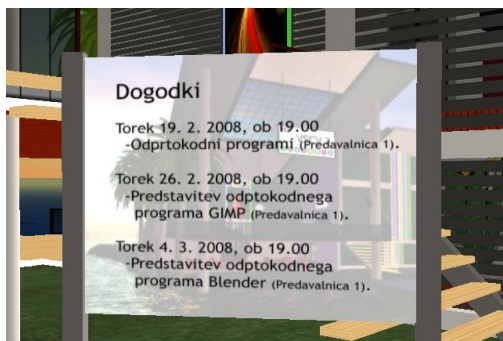 Dogodki
Torek 19. 2. 2008, ob 19.00
-Odprtokodni programi (Predavalnica 1).
Torek 26. 2. 2008, ob 19.00
-Predstavitev odptokodnega
programa GIMP (Predavalnica 1).
Torek 4. 3. 2008, ob 19.00
-Predstavitev odptokodnega
programa Blender (Predavalnica 1).